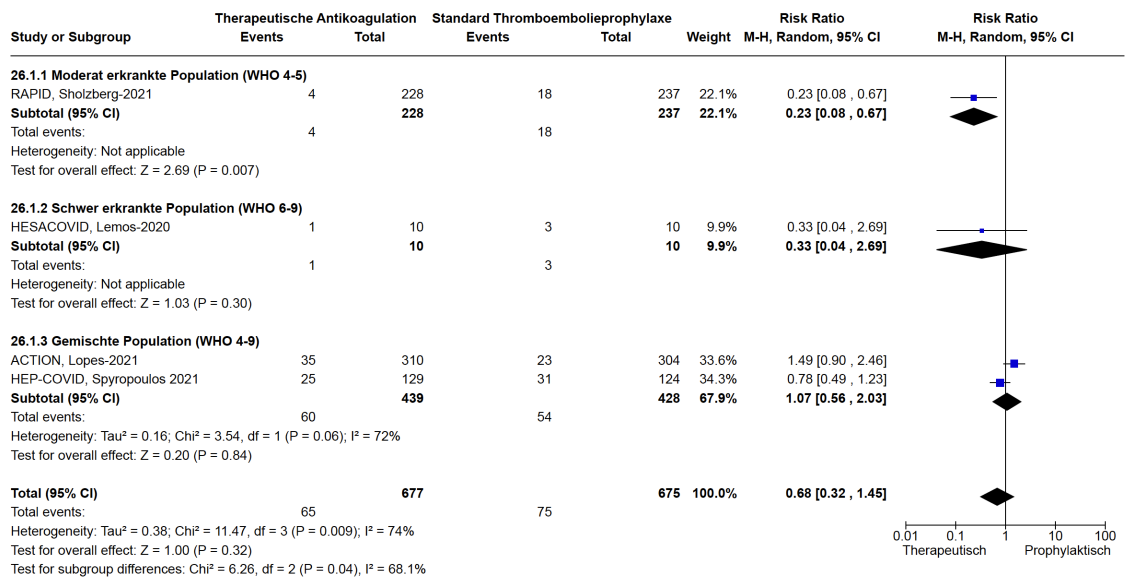 Therapeutische Antikoagulation Standard Thromboembolieprophylaxe Risk Ratio Risk Ratio
Study or Subgroup Events Total Events Total Weight M-H, Random, 95% CI M-H, Random, 95% CI
26.1.1 Moderat erkrankte Population (WHO 4-5)
RAPID, Sholzberg-2021 4 228 18 237 22.1% 0.23 [0.08 , 0.67]
Subtotal (95% CI) 228 237 22.1% 0.23 [0.08 , 0.67]
Total events: 4 18
Heterogeneity: Not applicable
Test for overall effect: Z = 2.69 (P = 0.007)
26.1.2 Schwer erkrankte Population (WHO 6-9)
HESACOVID, Lemos-2020 1 10 3 10 9.9% 0.33 [0.04 , 2.69]
Subtotal (95% CI) 10 10 9.9% 0.33 [0.04 , 2.69]
Total events: 1 3
Heterogeneity: Not applicable
Test for overall effect: Z = 1.03 (P = 0.30)
26.1.3 Gemischte Population (WHO 4-9)
ACTION, Lopes-2021 35 310 23 304 33.6% 1.49 [0.90 , 2.46]
HEP-COVID, Spyropoulos 2021 25 129 31 124 34.3% 0.78 [0.49 , 1.23]
Subtotal (95% CI) 439 428 67.9% 1.07 [0.56 , 2.03]
Total events: 60 54
Heterogeneity: Tau² = 0.16; Chi² = 3.54, df = 1 (P = 0.06); I² = 72%
Test for overall effect: Z = 0.20 (P = 0.84)
Total (95% CI) 677 675 100.0% 0.68 [0.32 , 1.45]
Total events: 65 75
Heterogeneity: Tau² = 0.38; Chi² = 11.47, df = 3 (P = 0.009); I² = 74%
Test for overall effect: Z = 1.00 (P = 0.32)
Test for subgroup differences: Chi² = 6.26, df = 2 (P = 0.04), I² = 68.1%
0.01 0.1 1 10 100
Therapeutisch Prophylaktisch